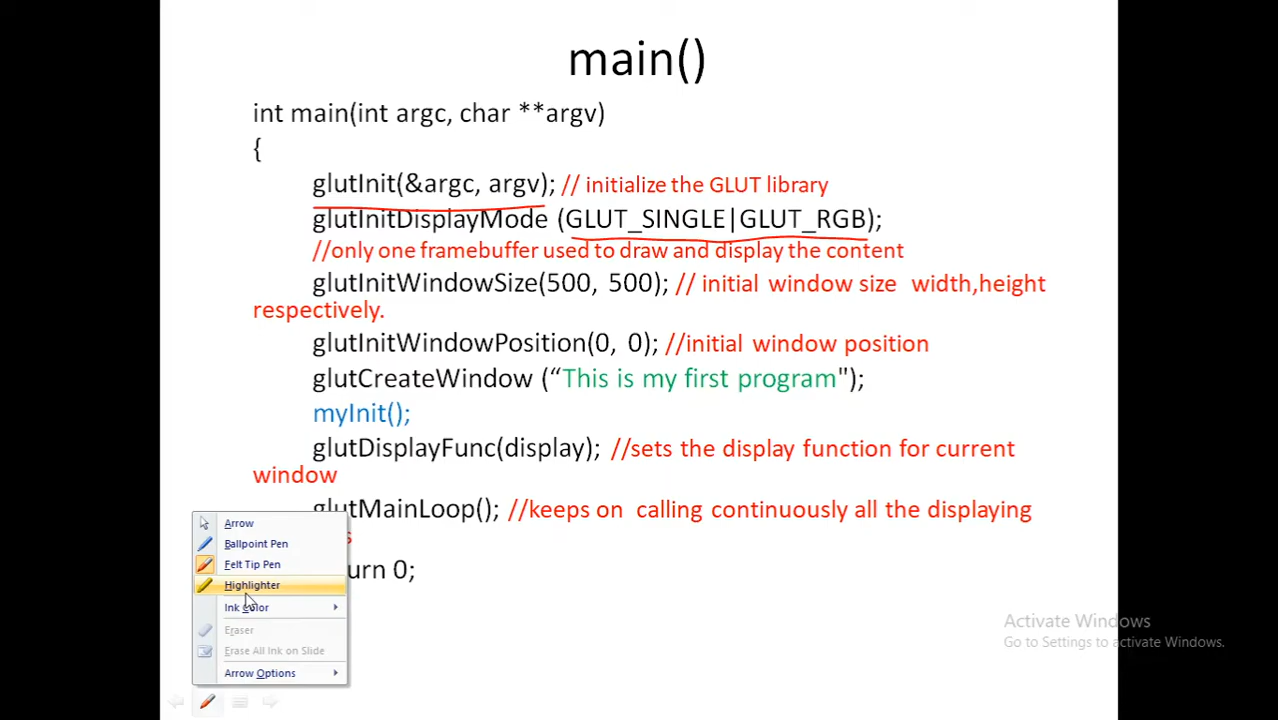 main()
int main(int argc, char **argv)
{
glutInit(&argc, argv); // initialize the GLUT library
glutInitDisplayMode (GLUT_SINGLE|GLUT_RGB);
//only one framebuffer used to draw and display the content
glutInitWindowSize(500, 500); // initial window size width,height
respectively.
glutInitWindowPosition(0, 0); //initial window position
glutCreateWindow (“This is my first program");
myInit();
glutDisplayFunc(display); //sets the display function for current
window
glutMainLoop(); //keeps on calling continuously all the displaying
s
urn 0;
Arrow
Ballpoint Pen
Felt Tip Pen
Highlighter
Ink Color
Eraser
Erase All Ink on Slide
Arrow Options
Activate Windows
Go to Settings to activate Windows.